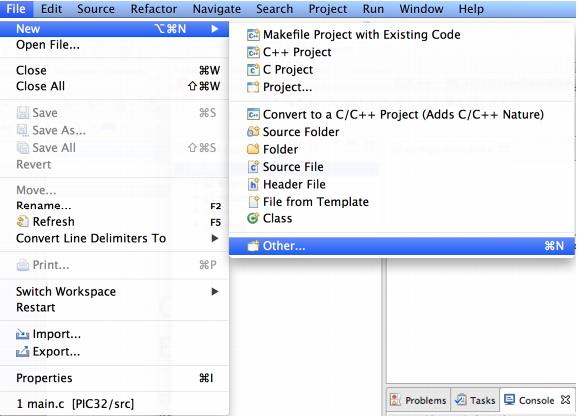 File Edit Source Refactor Navigate Search Project Run Window Help
New ⌥⌘N ▶
Open File...
Close ⌘W
Close All ⇧⌘W
Save ⌘S
Save As...
Save All ⇧⌘S
Revert
Move...
Rename... F2
Refresh F5
Convert Line Delimiters To ▶
Print... ⌘P
Switch Workspace ▶
Restart
Import...
Export...
Properties ⌘I
1 main.c [PIC32/src]
Makefile Project with Existing Code
C++ Project
C Project
Project...
Convert to a C/C++ Project (Adds C/C++ Nature)
Source Folder
Folder
Source File
Header File
File from Template
Class
Other... ⌘N
Problems Tasks Console